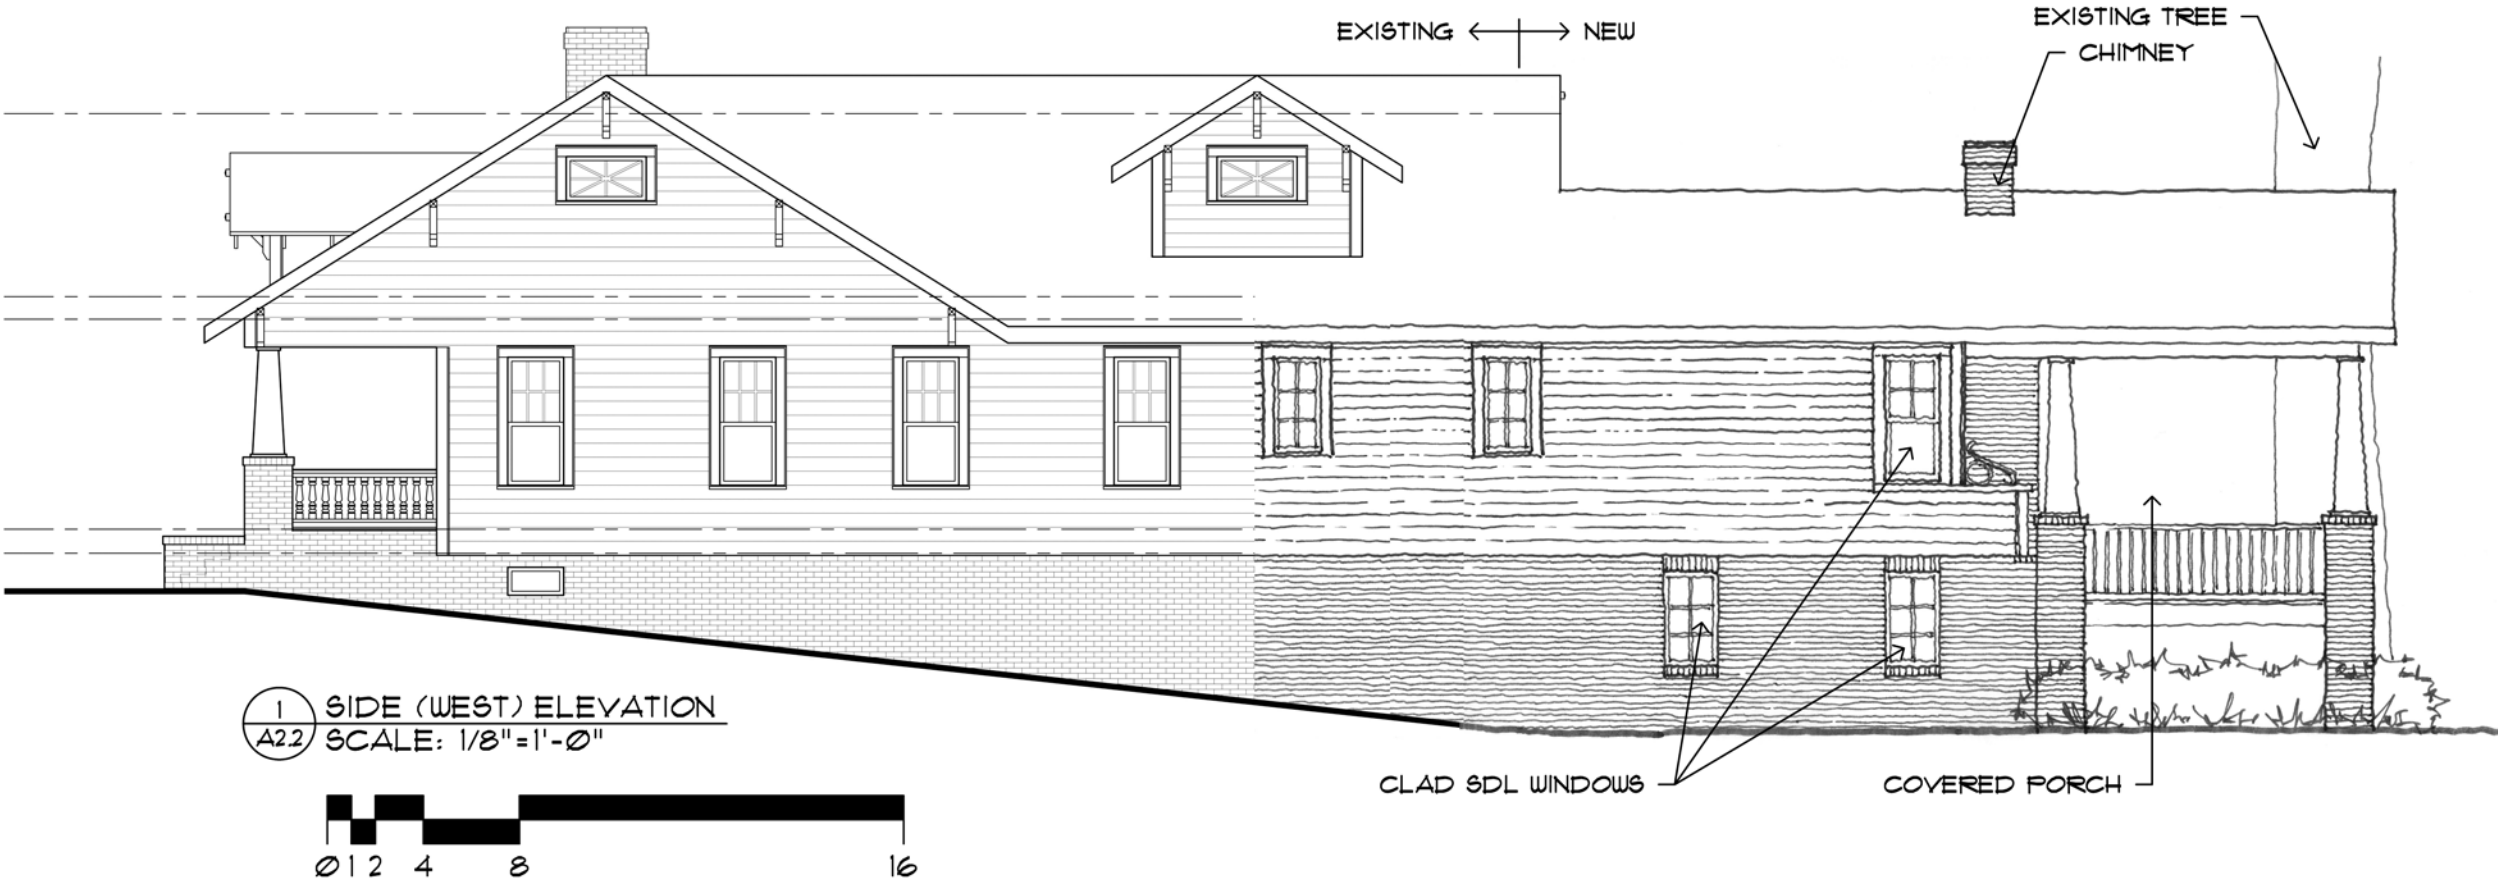 EXISTING NEW
EXISTING TREE
CHIMNEY
1
A2.2
SIDE (WEST) ELEVATION
SCALE: 1/8"=1'-Ø"
CLAD SDL WINDOWS
COVERED PORCH
Ø 1 2 4 8 16